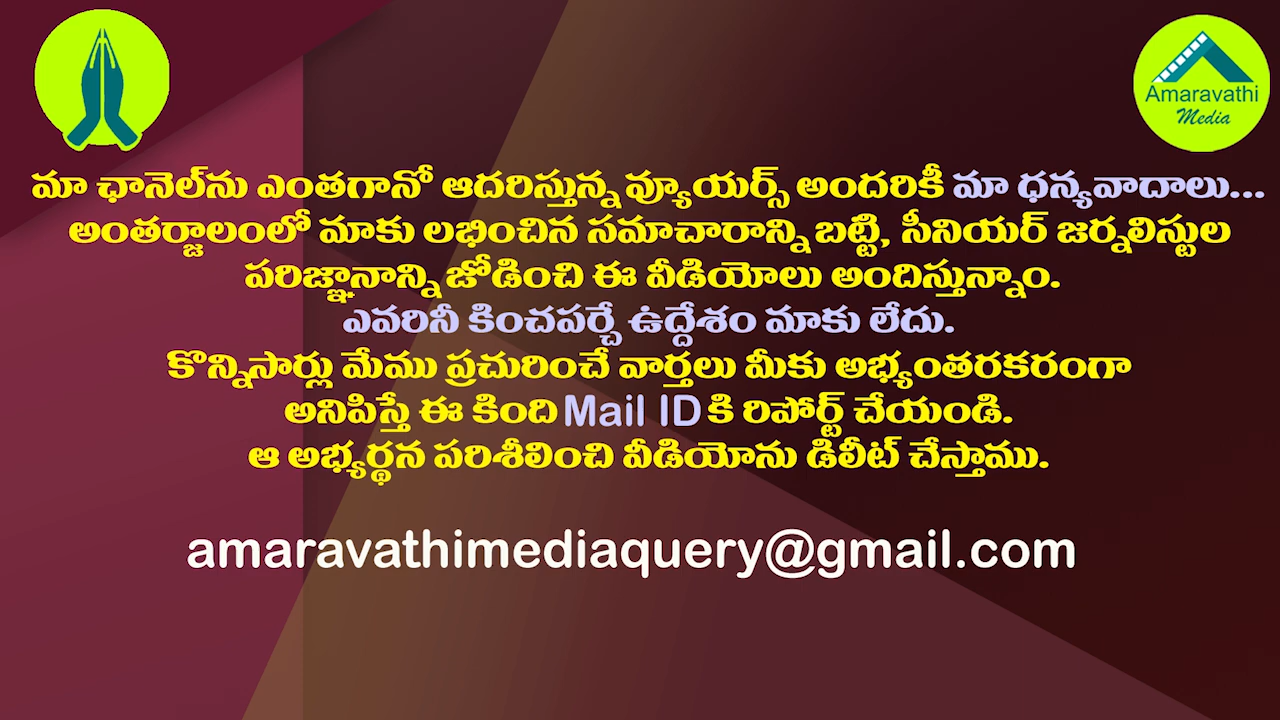 Amaravathi
Media
మా ఛానెల్‌ను ఎంతగానో ఆదరిస్తున్న వ్యూయర్స్ అందరికీ మా ధన్యవాదాలు...
అంతర్జాలంలో మాకు లభించిన సమాచారాన్ని బట్టి, సీనియర్ జర్నలిస్టుల
పరిజ్ఞానాన్ని జోడించి ఈ వీడియోలు అందిస్తున్నాం.
ఎవరినీ కించపర్చే ఉద్దేశం మాకు లేదు.
కొన్నిసార్లు మేము ప్రచురించే వార్తలు మీకు అభ్యంతరకరంగా
అనిపిస్తే ఈ కింది Mail ID కి రిపోర్ట్ చేయండి.
ఆ అభ్యర్థన పరిశీలించి వీడియోను డిలీట్ చేస్తాము.
amaravathimediaquery@gmail.com